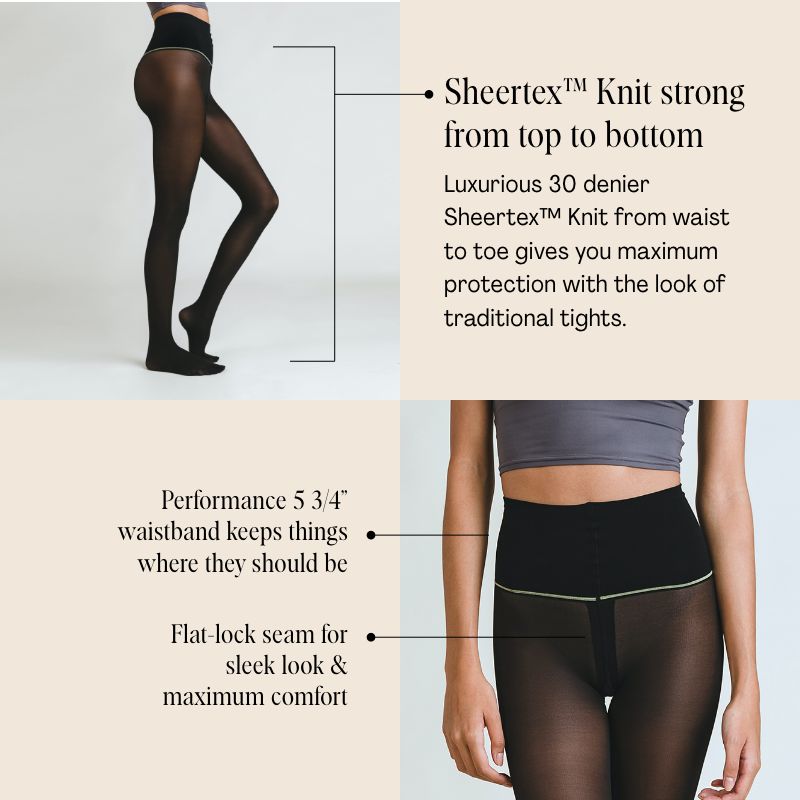 Sheertex™ Knit strong
from top to bottom
Luxurious 30 denier
Sheertex™ Knit from waist
to toe gives you maximum
protection with the look of
traditional tights.
Performance 5 3/4”
waistband keeps things
where they should be
Flat-lock seam for
sleek look &
maximum comfort